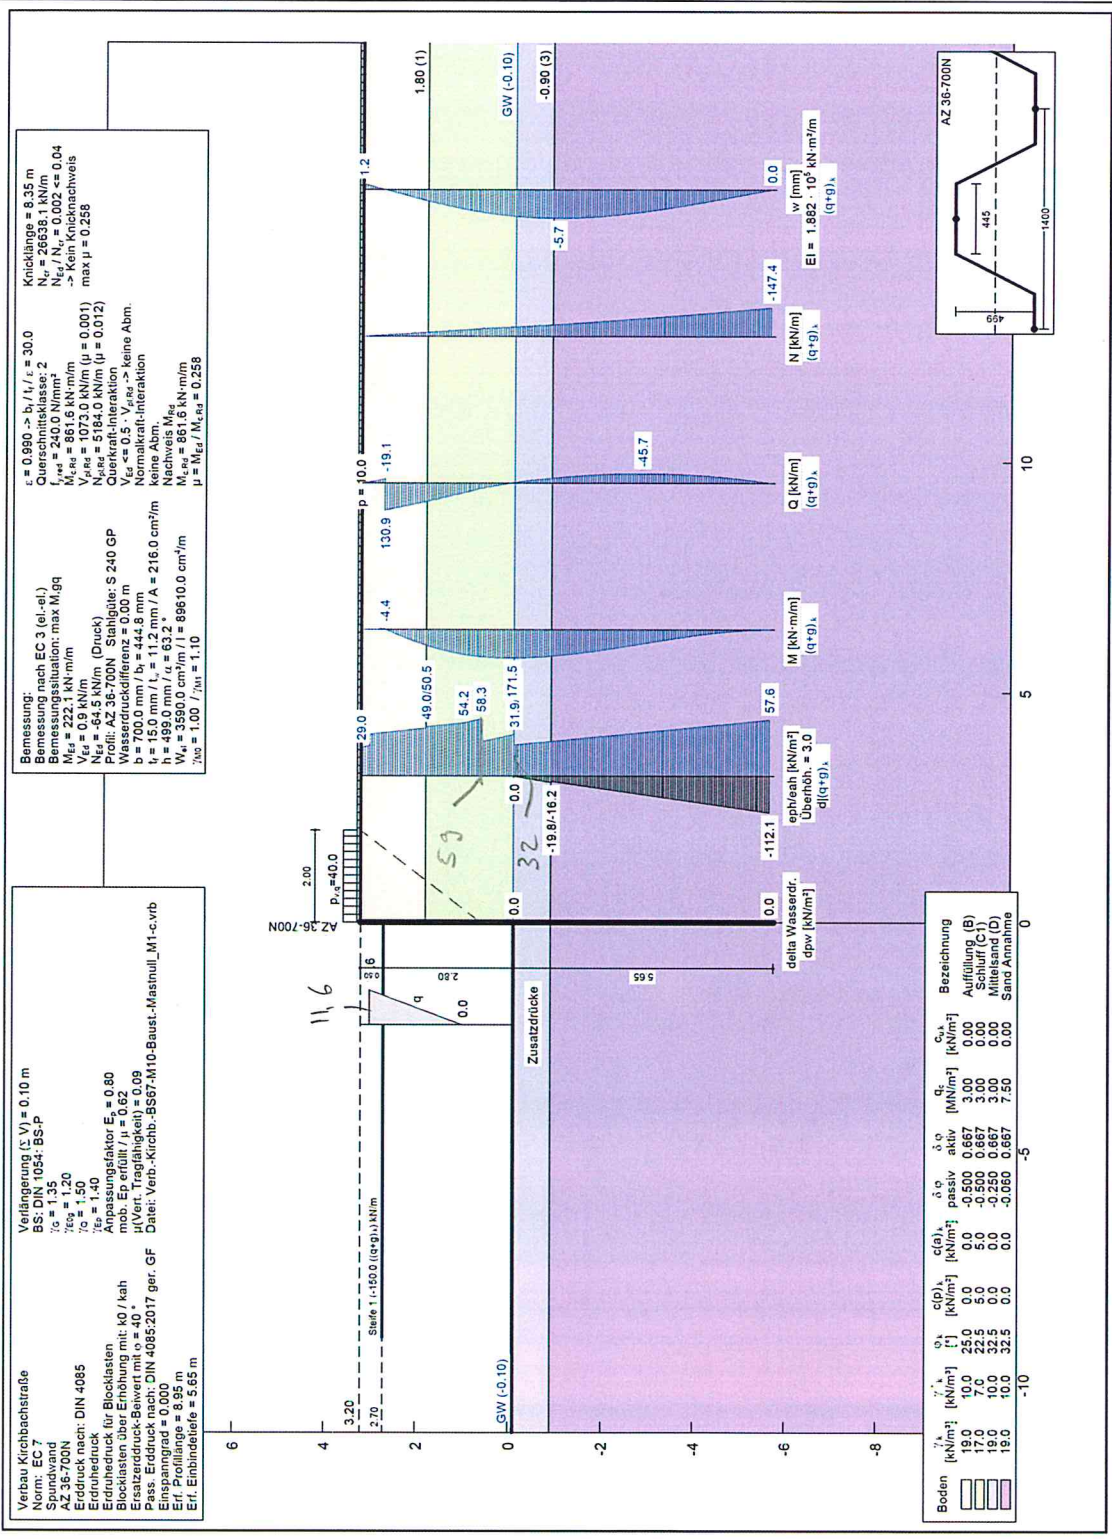 Verbau Kirchbachstraße
Norm: EC 7
Spundwand
AZ 36-700N
Erddruck nach: DIN 4085
Erdruhedruck
Erdruhedruck für Blocklasten
Blocklasten über Erhöhung mit: k0 / kah
Ersatzerddruck-Beiwert mit φ = 40 °
Pass. Erddruck nach: DIN 4085:2017 ger. GF
Einspanngrad = 0.000
Erf. Profillänge = 8.95 m
Erf. Einbindetiefe = 5.65 m
Verlängerung (Σ V) = 0.10 m
BS: DIN 1054: BS-P
γG = 1.35
γE0g = 1.20
γQ = 1.50
γEp = 1.40
Anpassungsfaktor Ep = 0.80
mob. Ep erfüllt / μ = 0.62
μ(Vert. Tragfähigkeit) = 0.09
Datei: Verb.-Kirchb.-BS67-M10-Baust.-Mastnull_M1-c.vrb
Bemessung:
Bemessung nach EC 3 (el.-el.)
Bemessungssituation: max M,gq
MEd = 222.1 kN·m/m
VEd = 0.9 kN/m
NEd = -64.5 kN/m (Druck)
Profil: AZ 36-700N Stahlgüte: S 240 GP
Wasserdruckdifferenz = 0.00 m
b = 700.0 mm / bf = 444.8 mm
tf = 15.0 mm / tw = 11.2 mm / A = 216.0 cm²/m
h = 499.0 mm / α = 63.2 °
Wel = 3590.0 cm³/m / I = 89610.0 cm⁴/m
γM0 = 1.00 / γM1 = 1.10
ε = 0.990 -> bf / tf / ε = 30.0
Querschnittsklasse: 2
fy,red = 240.0 N/mm²
Mc,Rd = 861.6 kN·m/m
Vpl,Rd = 1073.0 kN/m (μ = 0.001)
Npl,Rd = 5184.0 kN/m (μ = 0.012)
Querkraft-Interaktion
VEd <= 0.5 · Vpl,Rd -> keine Abm.
Normalkraft-Interaktion
keine Abm.
Nachweis MRd
Mc,Rd = 861.6 kN·m/m
μ = MEd / Mc,Rd = 0.258
Knicklänge = 8.35 m
Ncr = 26638.1 kN/m
NEd / Ncr = 0.002 <= 0.04
-> Kein Knicknachweis
max μ = 0.258
6
4
2
0
-2
-4
-6
-8
3.20
2.70
Steife 1 (-150.0 ((q+g)k) kN/m
GW (-0.10)
11,6
.6
q
0.0
Zusatzdrücke
0.50
2.80
5.65
AZ 36-700N
2.00
pv,q=40.0
0.0
0.0
delta Wasserdr.
dpw [kN/m²]
59
32
29.0
49.0/50.5
54.2
58.3
31.9/171.5
0.0
-19.8/-16.2
57.6
-112.1
eph/eah [kN/m²]
Überhöh. = 3.0
d|(q+g)k
-4.4
M [kN·m/m]
(q+g)k
p = 10.0
130.9
-19.1
-45.7
Q [kN/m]
(q+g)k
-147.4
N [kN/m]
(q+g)k
1.2
-5.7
0.0
w [mm]
EI = 1.882 · 10⁵ kN·m²/m
(q+g)k
1.80 (1)
GW (-0.10)
-0.90 (3)
-10
-5
0
5
10
AZ 36-700N
499
445
1400
Boden γk [kN/m³] γ'k [kN/m³] φk [°] c(p)k [kN/m²] c(a)k [kN/m²] δ/φ passiv δ/φ aktiv qc [MN/m²] cu,k [kN/m²] Bezeichnung
19.0 10.0 25.0 0.0 0.0 -0.500 0.667 3.00 0.00 Auffüllung (B)
17.0 7.0 22.5 5.0 5.0 -0.500 0.667 3.00 0.00 Schluff (C1)
19.0 10.0 32.5 0.0 0.0 -0.250 0.667 3.00 0.00 Mittelsand (D)
19.0 10.0 32.5 0.0 0.0 -0.060 0.667 7.50 0.00 Sand Annahme